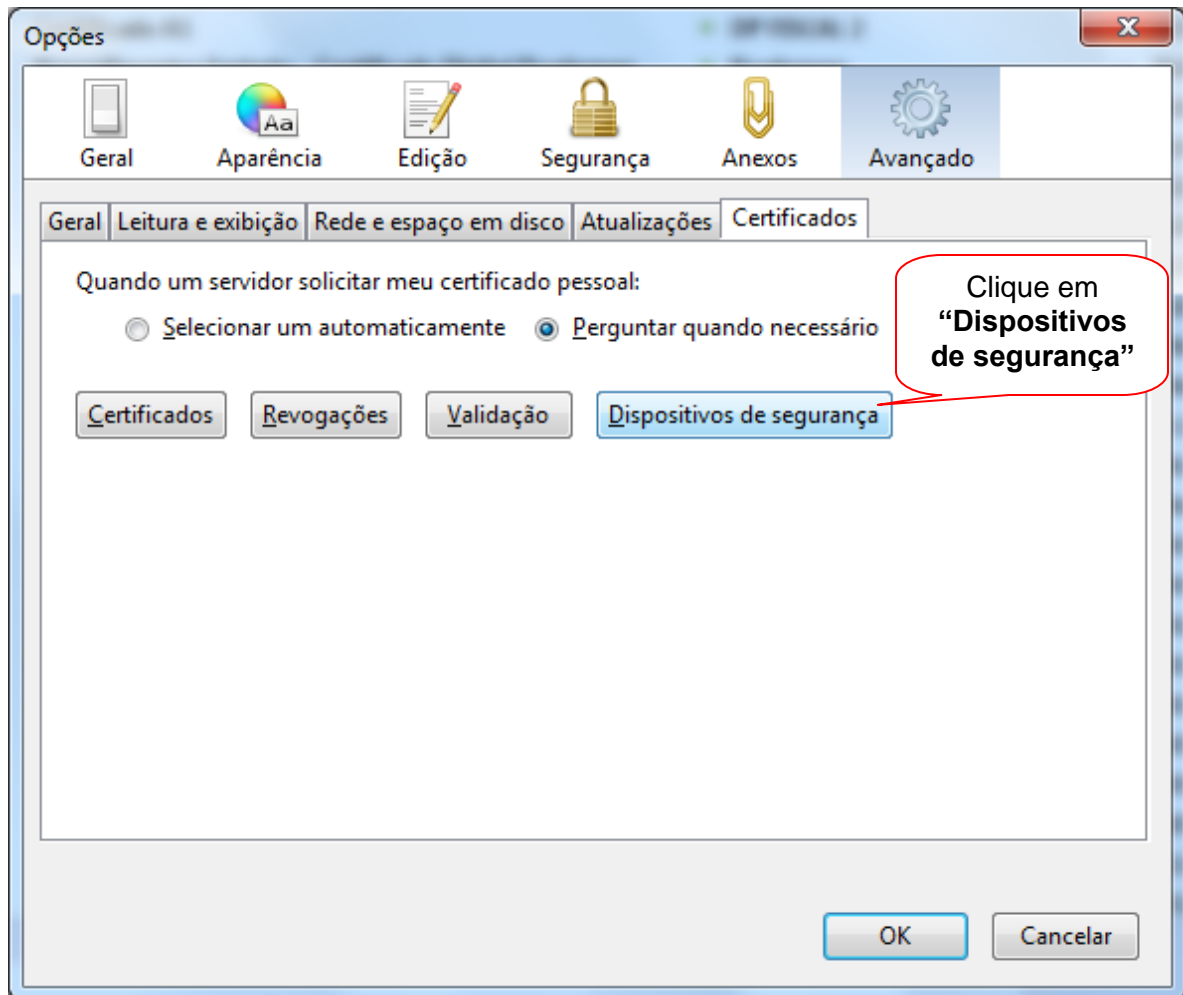 Opções
Aa
Geral Aparência Edição Segurança Anexos Avançado
Geral Leitura e exibição Rede e espaço em disco Atualizações Certificados
Quando um servidor solicitar meu certificado pessoal:
Selecionar um automaticamente Perguntar quando necessário
Clique em
“Dispositivos
de segurança”
Certificados Revogações Validação Dispositivos de segurança
OK Cancelar